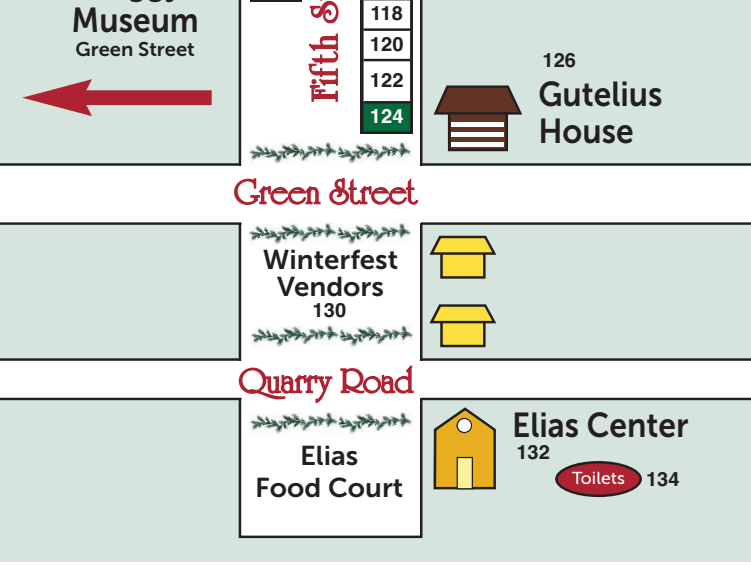 Museum
Green Street
Fifth S
118
120
122
124
126
Gutelius
House
Green Street
Winterfest
Vendors
130
Quarry Road
Elias
Food Court
Elias Center
132
Toilets
134